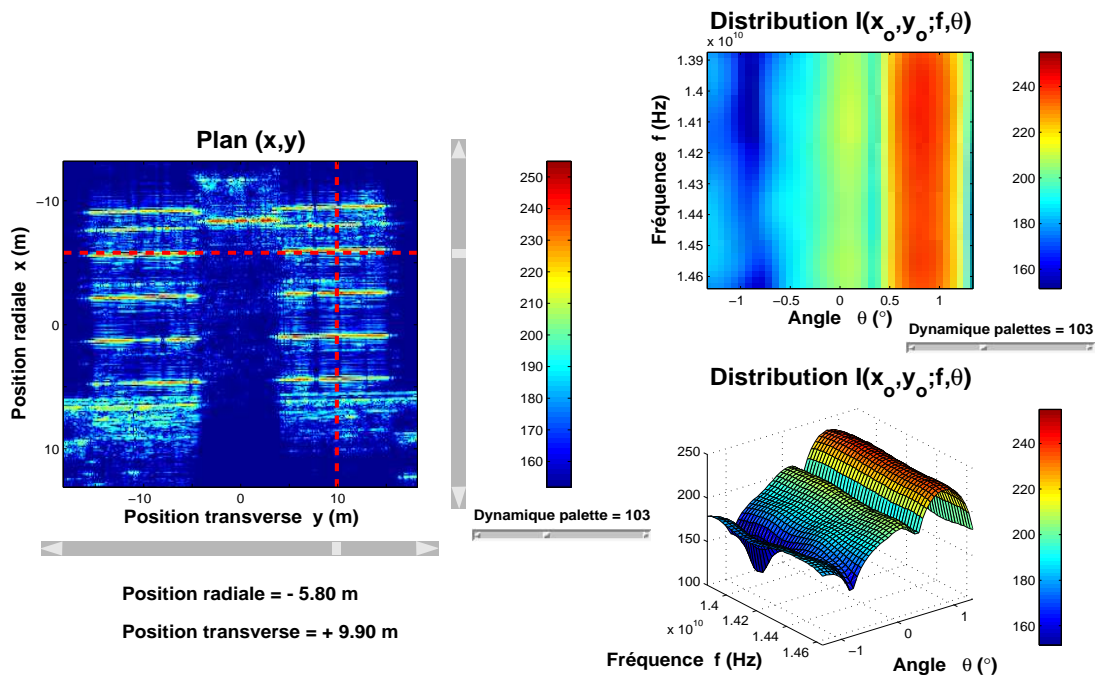 Plan (x,y)
-10
0
10
Position radiale x (m)
-10 0 10
Position transverse y (m)
250
240
230
220
210
200
190
180
170
160
Dynamique palette = 103
Position radiale = - 5.80 m
Position transverse = + 9.90 m
Distribution I(xo,yo;f,θ)
x 10^10
1.39
1.4
1.41
1.42
1.43
1.44
1.45
1.46
Fréquence f (Hz)
-1 -0.5 0 0.5 1
Angle θ (°)
240
220
200
180
160
Dynamique palettes = 103
Distribution I(xo,yo;f,θ)
250
200
150
100
1.4
1.42
1.44
1.46
x 10^10
Fréquence f (Hz)
-1
0
1
Angle θ (°)
240
220
200
180
160